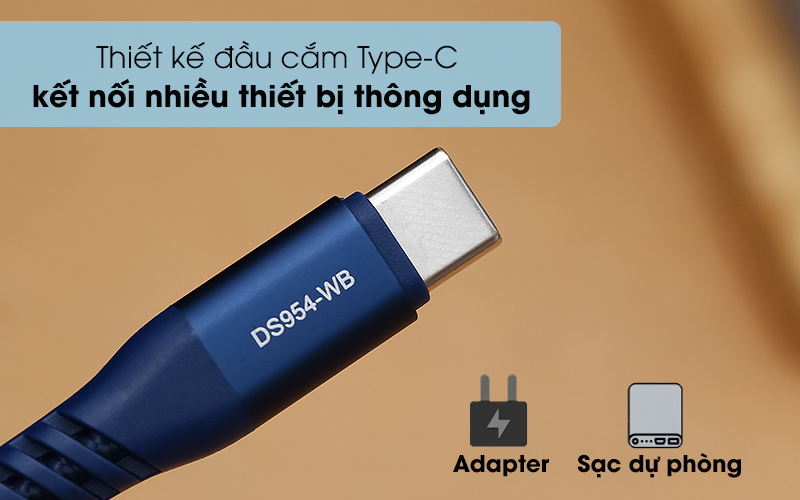 Thiết kế đầu cắm Type-C
kết nối nhiều thiết bị thông dụng
DS954-WB
Adapter
Sạc dự phòng